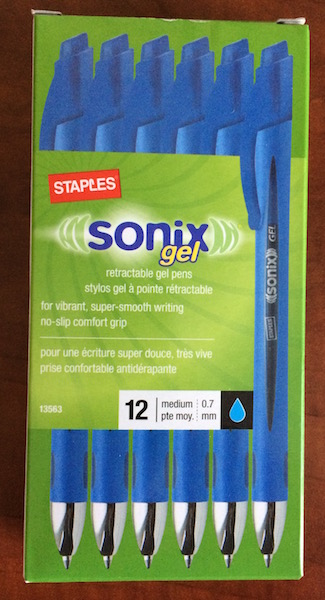 STAPLES
sonix
gel
retractable gel pens
stylos gel à pointe rétractable
for vibrant, super-smooth writing
no-slip comfort grip
pour une écriture super douce, très vive
prise confortable antidérapante
13563
12 medium 0.7
pte moy. mm
STAPLES sonix GEL